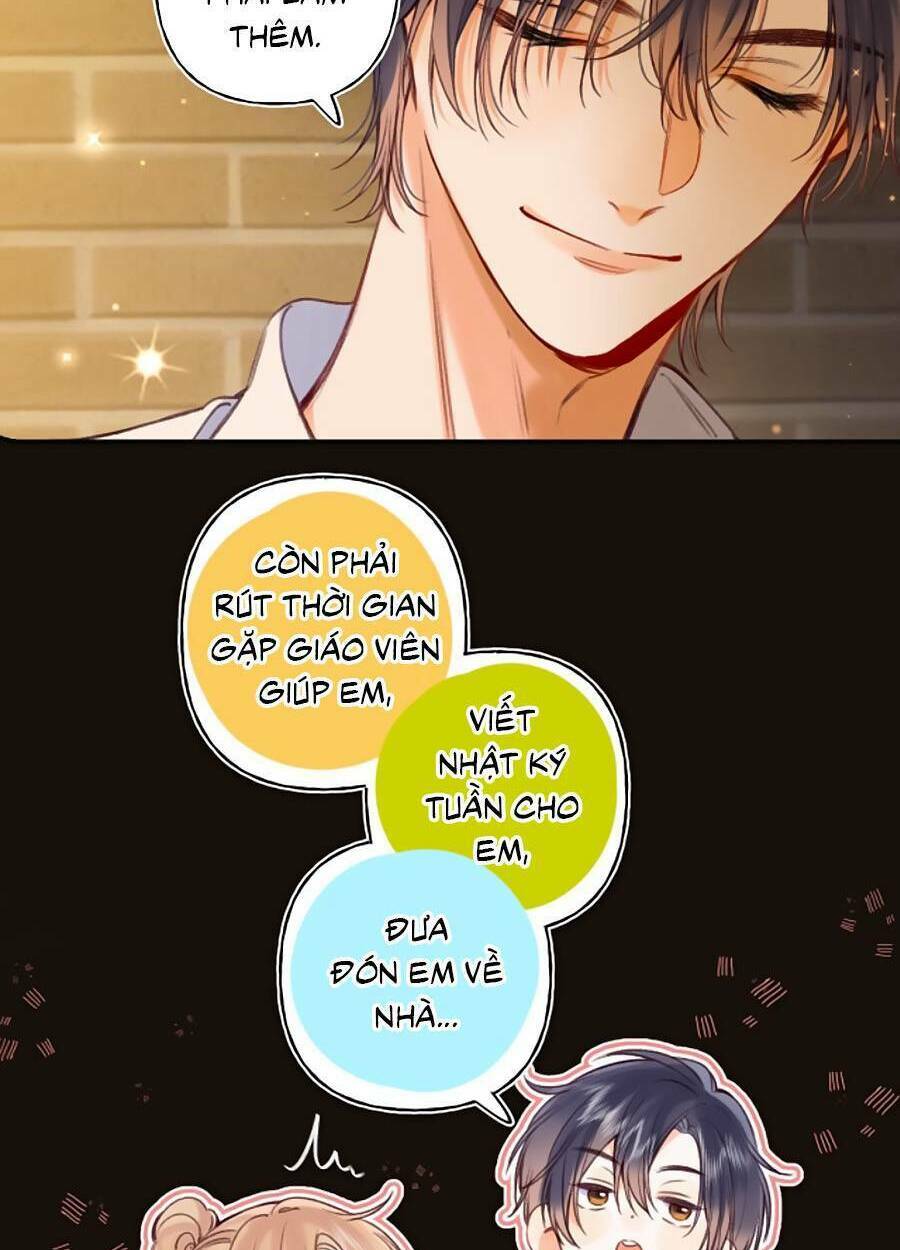 THÊM.
CÒN PHẢI
RÚT THỜI GIAN
GẶP GIÁO VIÊN
GIÚP EM,
VIẾT
NHẬT KÝ
TUẦN CHO
EM,
ĐƯA
ĐÓN EM VỀ
NHÀ...